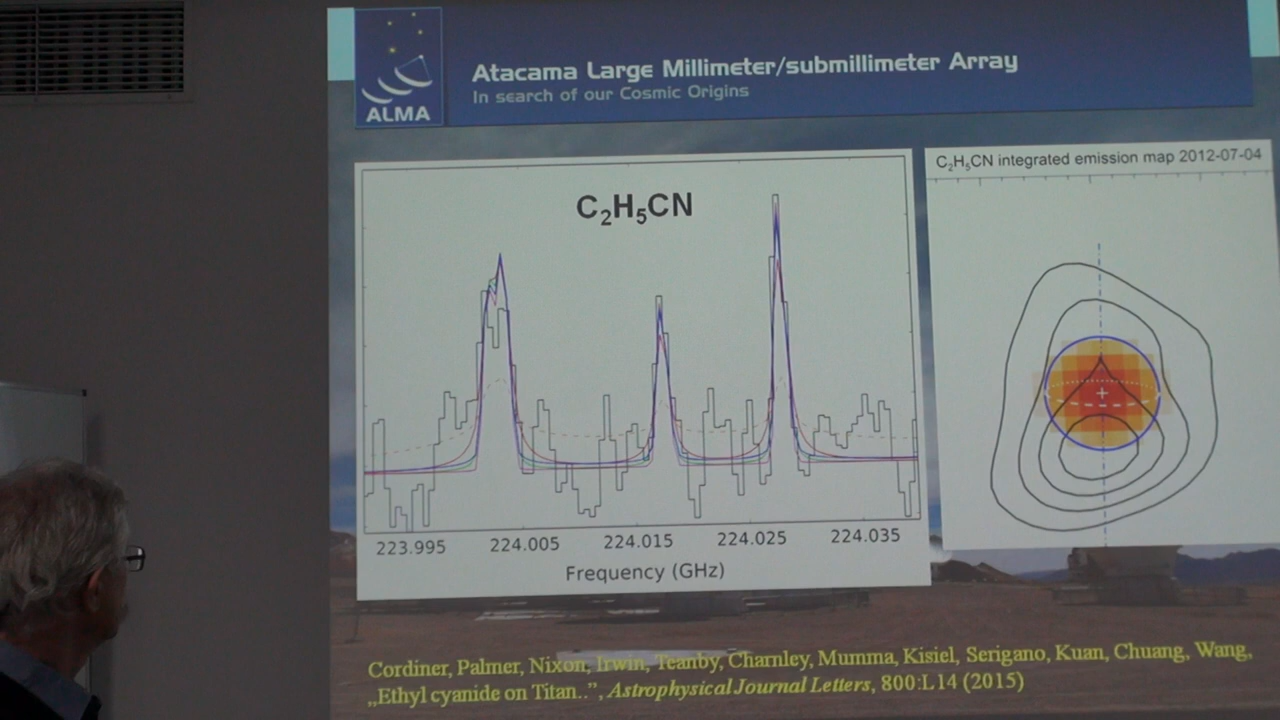 ALMA
Atacama Large Millimeter/submillimeter Array
In search of our Cosmic Origins
C₂H₅CN
223.995 224.005 224.015 224.025 224.035
Frequency (GHz)
C₂H₅CN integrated emission map 2012-07-04
Cordiner, Palmer, Nixon, Irwin, Teanby, Charnley, Mumma, Kisiel, Serigano, Kuan, Chuang, Wang,
„Ethyl cyanide on Titan..”, Astrophysical Journal Letters, 800:L14 (2015)